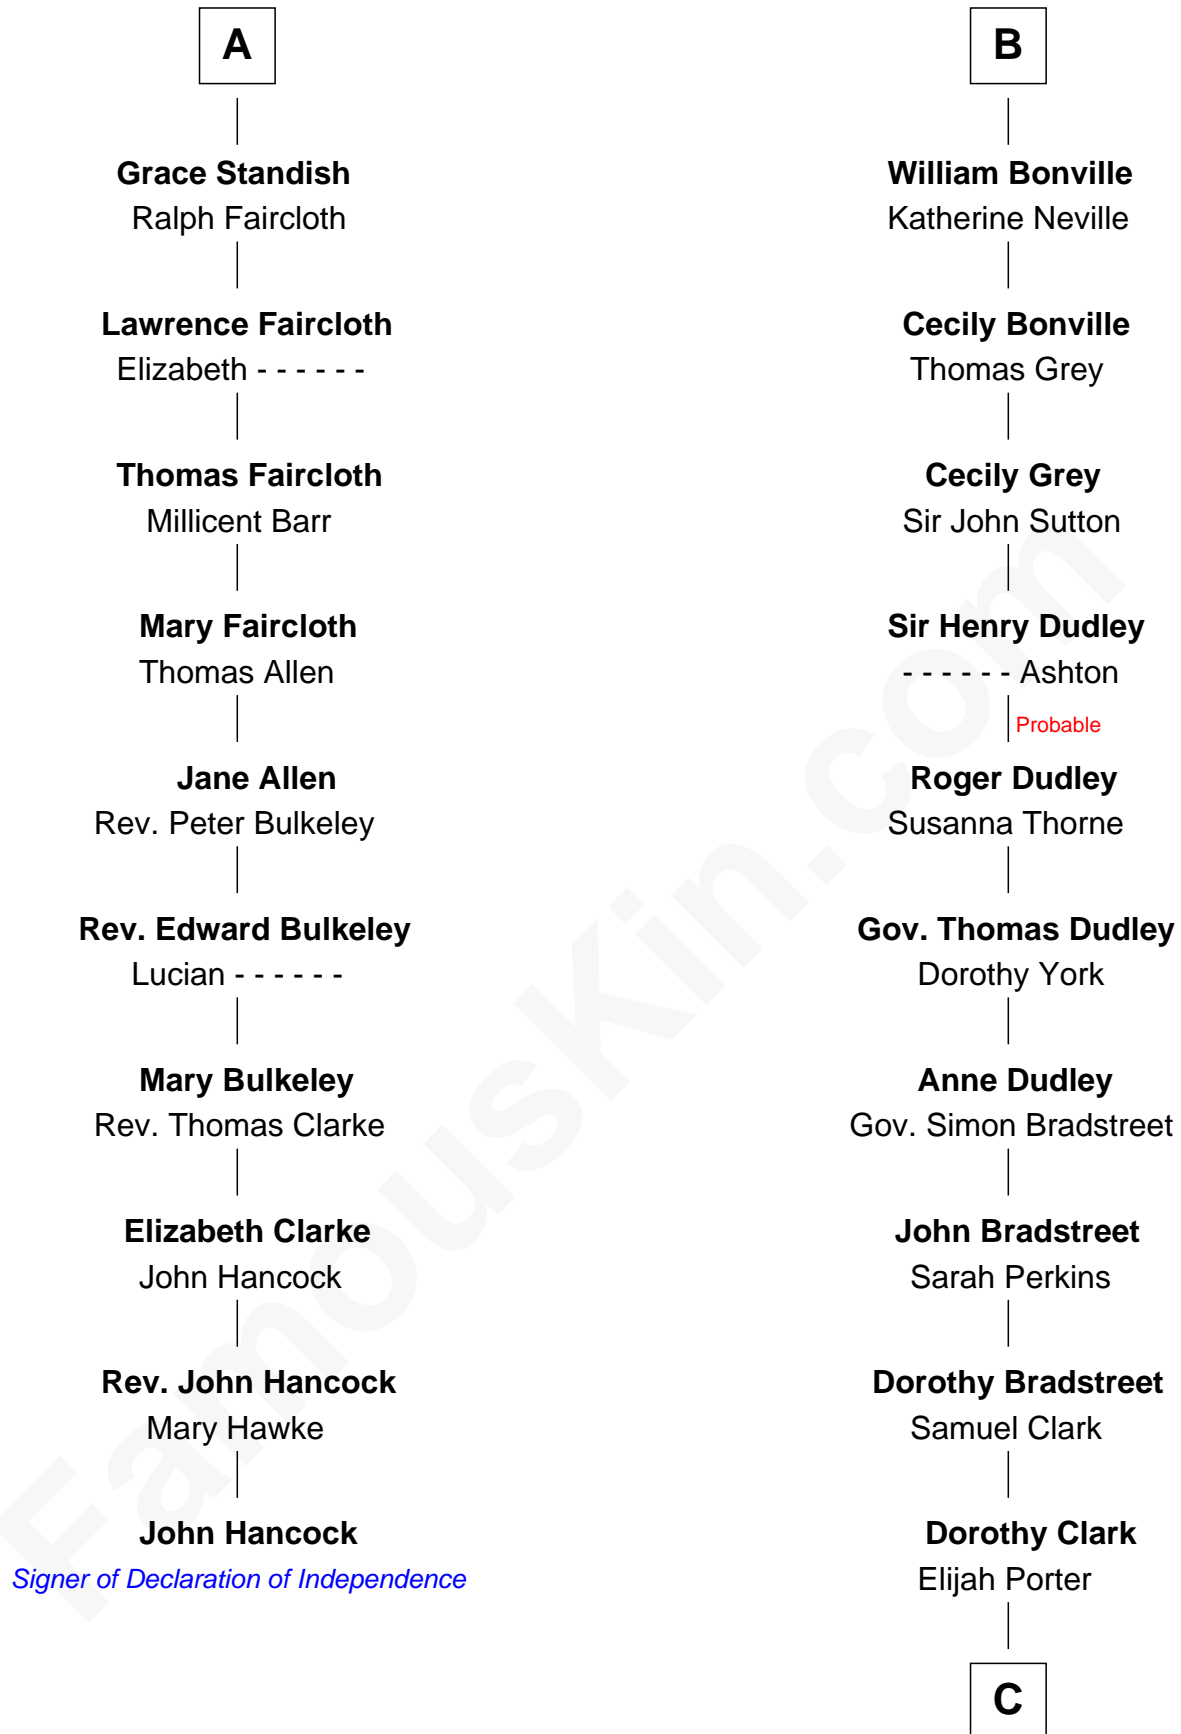 A
Grace Standish
Ralph Faircloth
Lawrence Faircloth
Elizabeth - - - - - -
Thomas Faircloth
Millicent Barr
Mary Faircloth
Thomas Allen
Jane Allen
Rev. Peter Bulkeley
Rev. Edward Bulkeley
Lucian - - - - - -
Mary Bulkeley
Rev. Thomas Clarke
Elizabeth Clarke
John Hancock
Rev. John Hancock
Mary Hawke
John Hancock
Signer of Declaration of Independence
B
William Bonville
Katherine Neville
Cecily Bonville
Thomas Grey
Cecily Grey
Sir John Sutton
Sir Henry Dudley
- - - - - - Ashton
Probable
Roger Dudley
Susanna Thorne
Gov. Thomas Dudley
Dorothy York
Anne Dudley
Gov. Simon Bradstreet
John Bradstreet
Sarah Perkins
Dorothy Bradstreet
Samuel Clark
Dorothy Clark
Elijah Porter
C
FamousKin.com